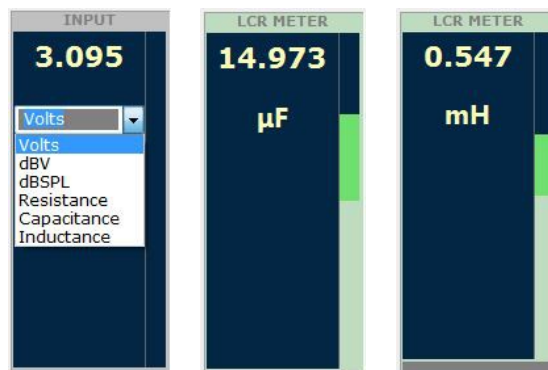 INPUT
3.095
Volts
Volts
dBV
dBSPL
Resistance
Capacitance
Inductance
LCR METER
14.973
µF
LCR METER
0.547
mH